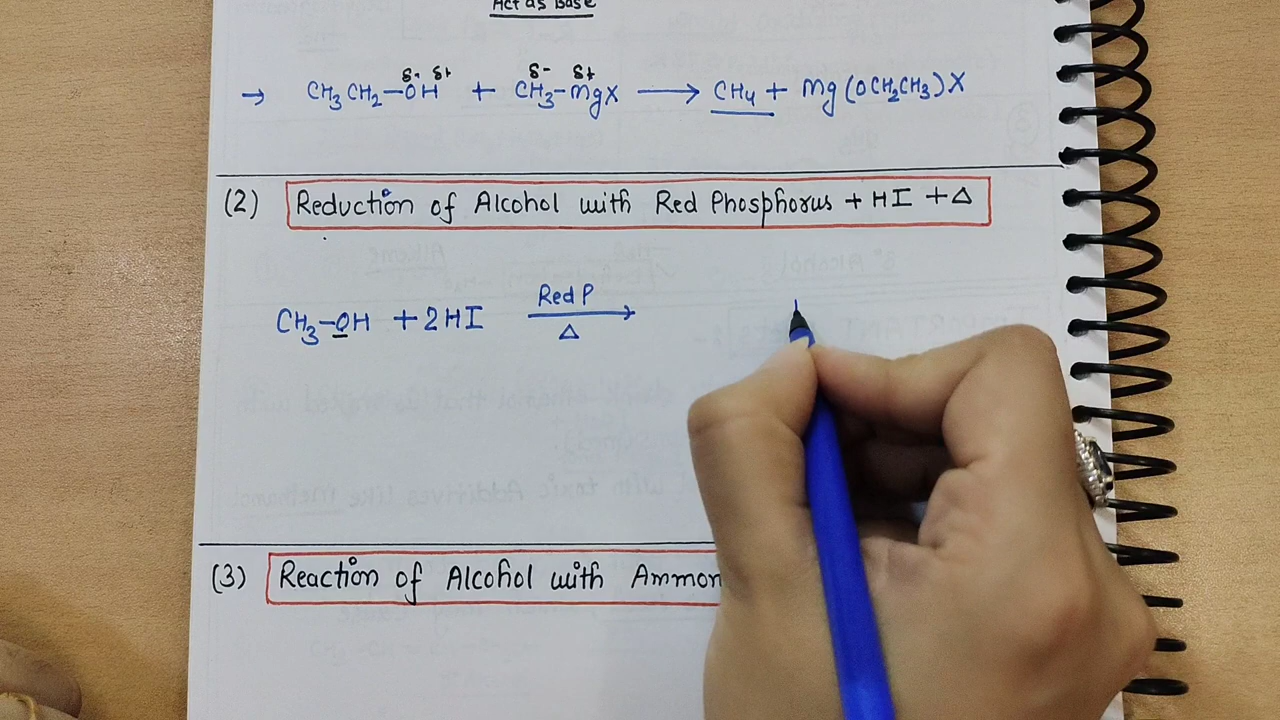 Act as Base
δ- δ+ δ- δ+
→ CH₃CH₂–OH + CH₃–MgX ⟶ CH₄ + Mg(OCH₂CH₃)X
(2) Reduction of Alcohol with Red Phosphorus + HI + Δ
Red P
CH₃–OH + 2HI ⟶
Δ
(3) Reaction of Alcohol with